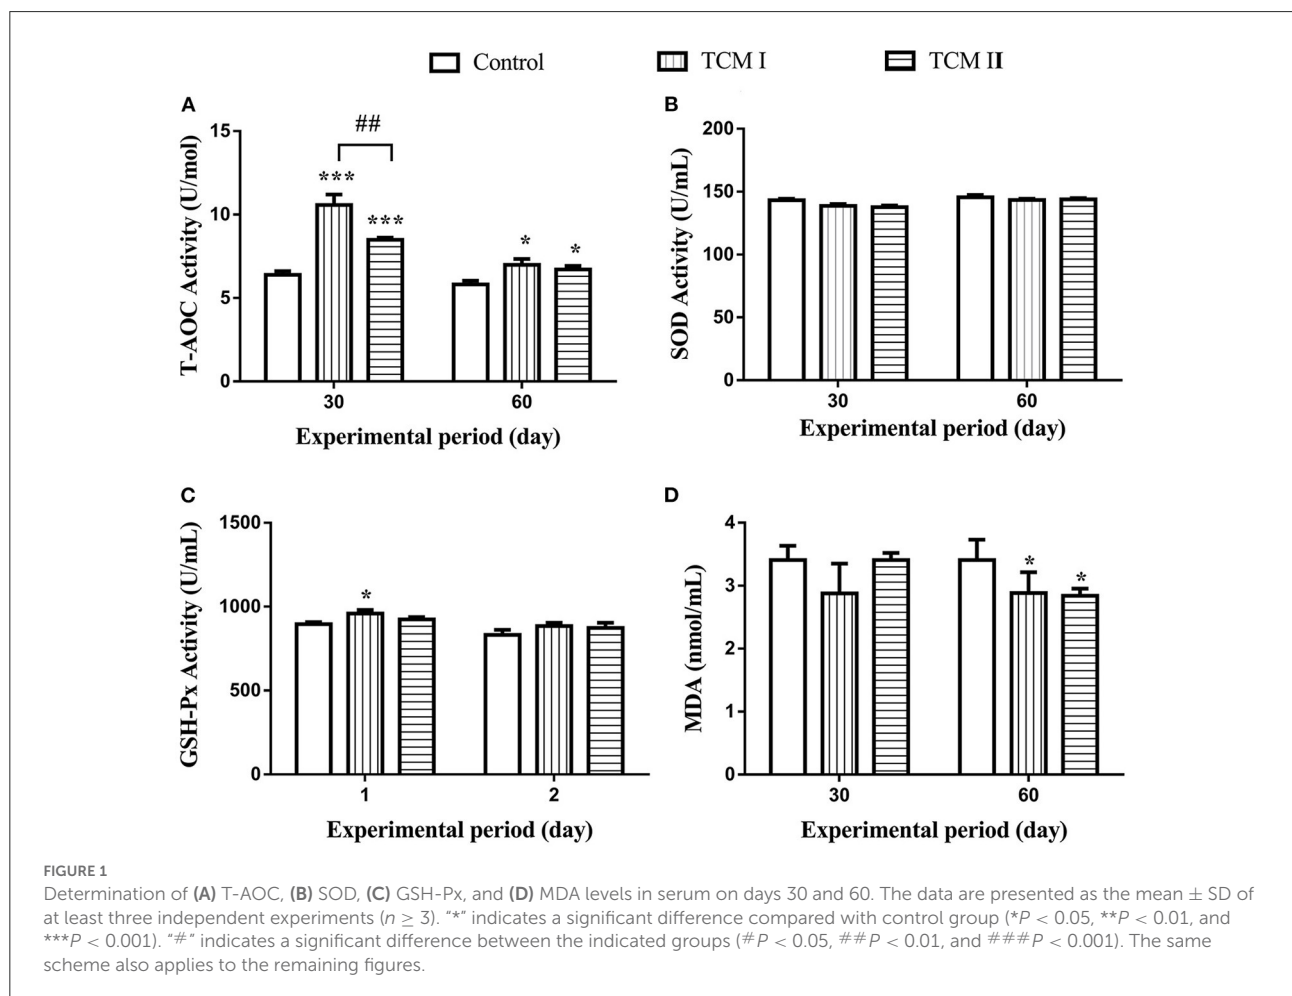 Control TCM I TCM II
A
T-AOC Activity (U/mol)
15
10
5
0
##
***
***
*
*
30 60
Experimental period (day)
B
SOD Activity (U/mL)
200
150
100
50
0
30 60
Experimental period (day)
C
GSH-Px Activity (U/mL)
1500
1000
500
0
*
1 2
Experimental period (day)
D
MDA (nmol/mL)
4
3
2
1
0
*
*
30 60
Experimental period (day)
FIGURE 1
Determination of (A) T-AOC, (B) SOD, (C) GSH-Px, and (D) MDA levels in serum on days 30 and 60. The data are presented as the mean ± SD of
at least three independent experiments (n ≥ 3). "*" indicates a significant difference compared with control group (*P < 0.05, **P < 0.01, and
***P < 0.001). "#" indicates a significant difference between the indicated groups (#P < 0.05, ##P < 0.01, and ###P < 0.001). The same
scheme also applies to the remaining figures.